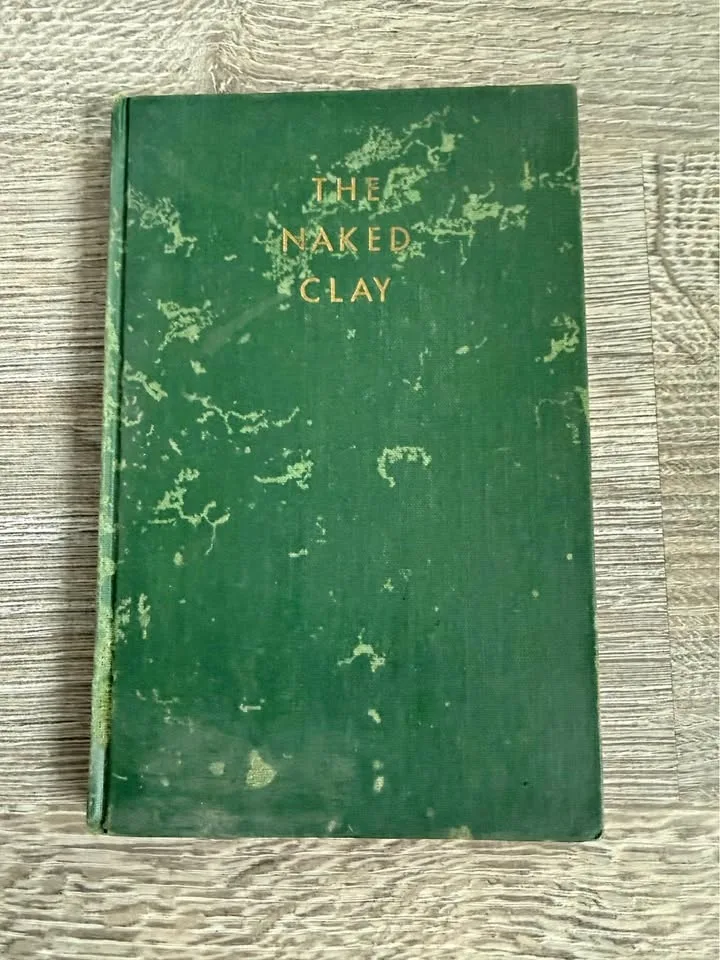 THE
NAKED
CLAY